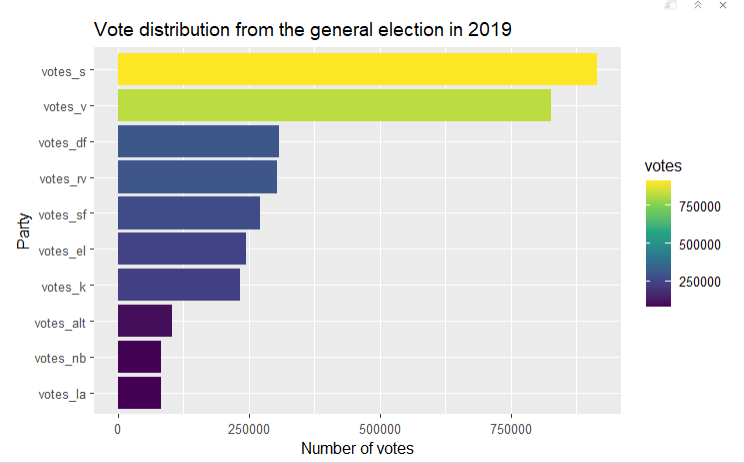 Vote distribution from the general election in 2019
votes_s
votes_v
votes_df
votes_rv
votes_sf
votes_el
votes_k
votes_alt
votes_nb
votes_la
Party
0
250000
500000
750000
Number of votes
votes
750000
500000
250000